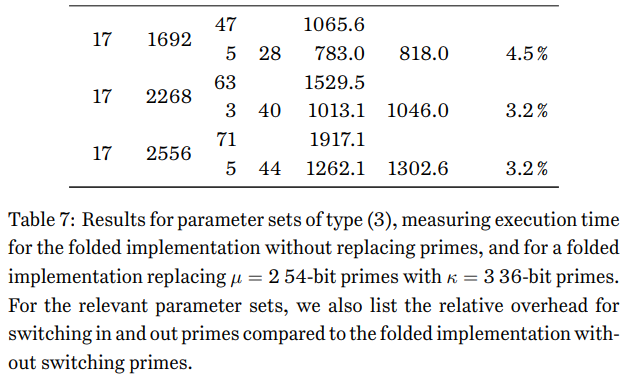 47 1065.6
17 1692
5 28 783.0 818.0 4.5%
63 1529.5
17 2268
3 40 1013.1 1046.0 3.2%
71 1917.1
17 2556
5 44 1262.1 1302.6 3.2%
Table 7: Results for parameter sets of type (3), measuring execution time
for the folded implementation without replacing primes, and for a folded
implementation replacing μ = 2 54-bit primes with κ = 3 36-bit primes.
For the relevant parameter sets, we also list the relative overhead for
switching in and out primes compared to the folded implementation with-
out switching primes.